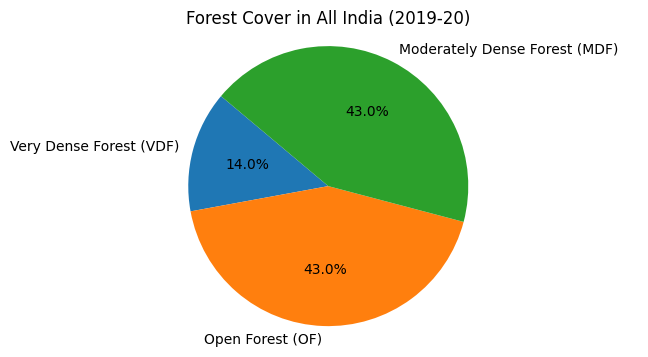 Forest Cover in All India (2019-20)
Moderately Dense Forest (MDF)
43.0%
Very Dense Forest (VDF)
14.0%
43.0%
Open Forest (OF)